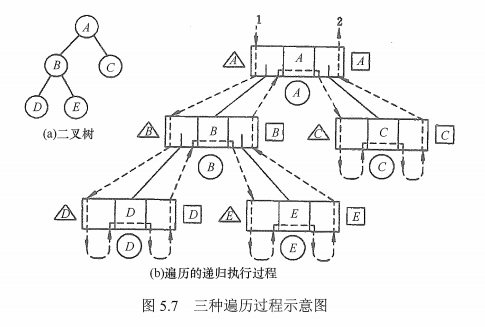 1 2
A
A A A
A
B C
B B B
C C C
D E
B
C
(a)二叉树
D D D
E E E
D
E
(b)遍历的递归执行过程
图 5.7 三种遍历过程示意图